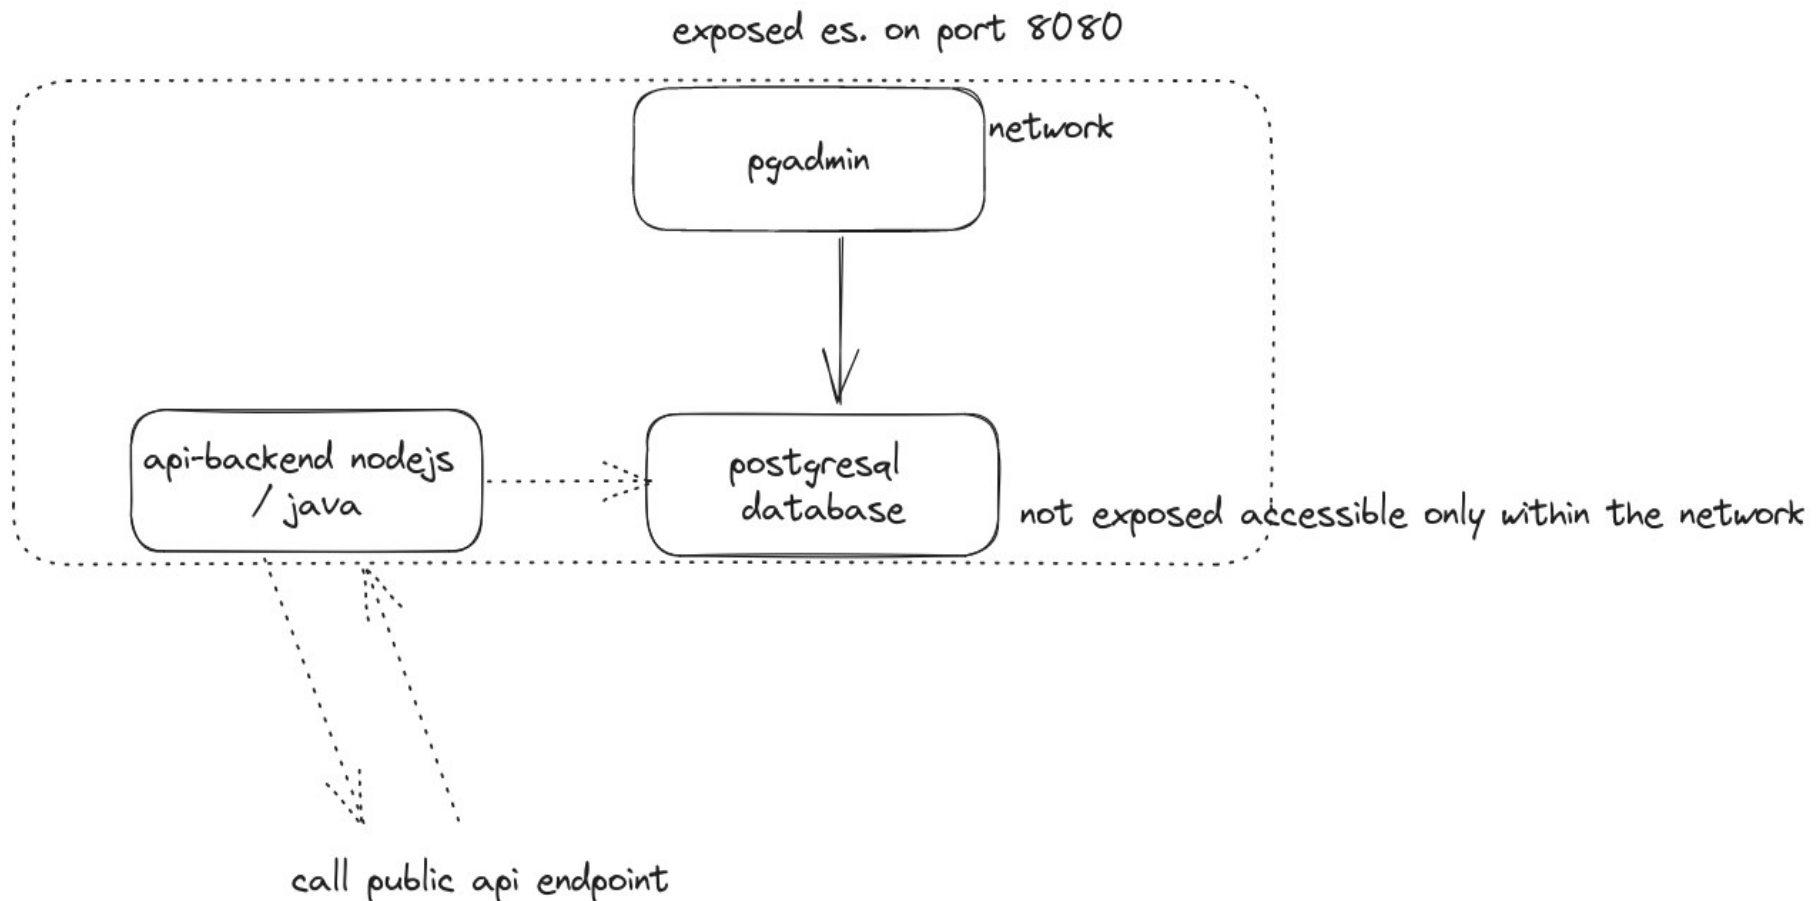 exposed es. on port 8080
network
pgadmin
api-backend nodejs
/ java
postgresql
database
not exposed accessible only within the network
call public api endpoint